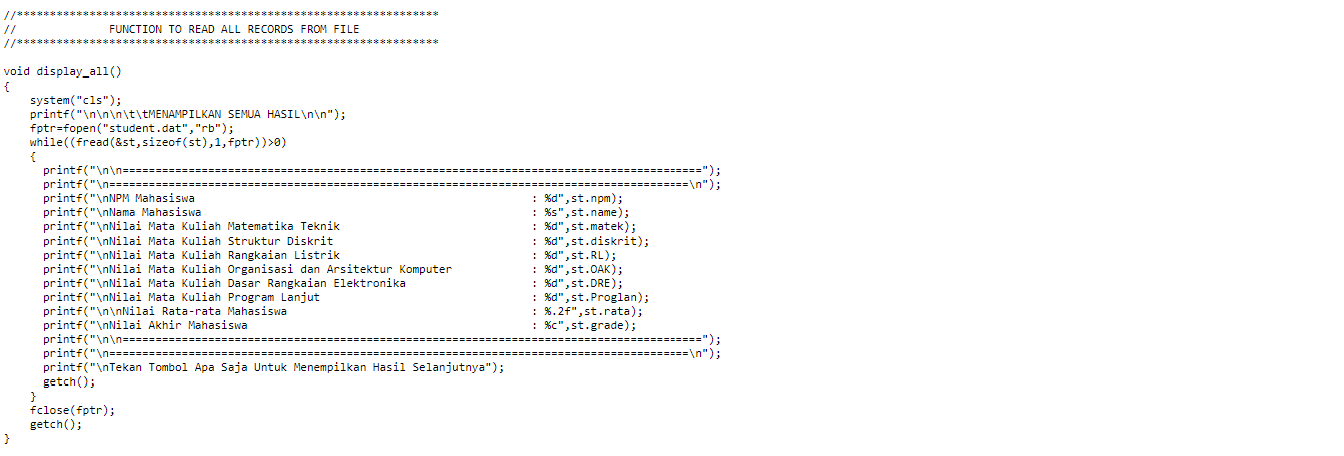 //****************************************************************
//              FUNCTION TO READ ALL RECORDS FROM FILE
//****************************************************************

void display_all()
{
    system("cls");
    printf("\n\n\n\t\tMENAMPILKAN SEMUA HASIL\n\n");
    fptr=fopen("student.dat","rb");
    while((fread(&st,sizeof(st),1,fptr))>0)
    {
      printf("\n\n========================================================================================");
      printf("\n========================================================================================\n");
      printf("\nNPM Mahasiswa                                                   : %d",st.npm);
      printf("\nNama Mahasiswa                                                  : %s",st.name);
      printf("\nNilai Mata Kuliah Matematika Teknik                             : %d",st.matek);
      printf("\nNilai Mata Kuliah Struktur Diskrit                              : %d",st.diskrit);
      printf("\nNilai Mata Kuliah Rangkaian Listrik                             : %d",st.RL);
      printf("\nNilai Mata Kuliah Organisasi dan Arsitektur Komputer            : %d",st.OAK);
      printf("\nNilai Mata Kuliah Dasar Rangkaian Elektronika                   : %d",st.DRE);
      printf("\nNilai Mata Kuliah Program Lanjut                                : %d",st.Proglan);
      printf("\n\nNilai Rata-rata Mahasiswa                                     : %.2f",st.rata);
      printf("\nNilai Akhir Mahasiswa                                           : %c",st.grade);
      printf("\n\n========================================================================================");
      printf("\n========================================================================================\n");
      printf("\nTekan Tombol Apa Saja Untuk Menempilkan Hasil Selanjutnya");
      getch();
    }
    fclose(fptr);
    getch();
}